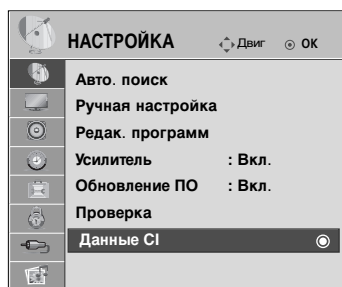 НАСТРОЙКА Двиг OK
Авто. поиск
Ручная настройка
Редак. программ
Усилитель : Вкл.
Обновление ПО : Вкл.
Проверка
Данные CI